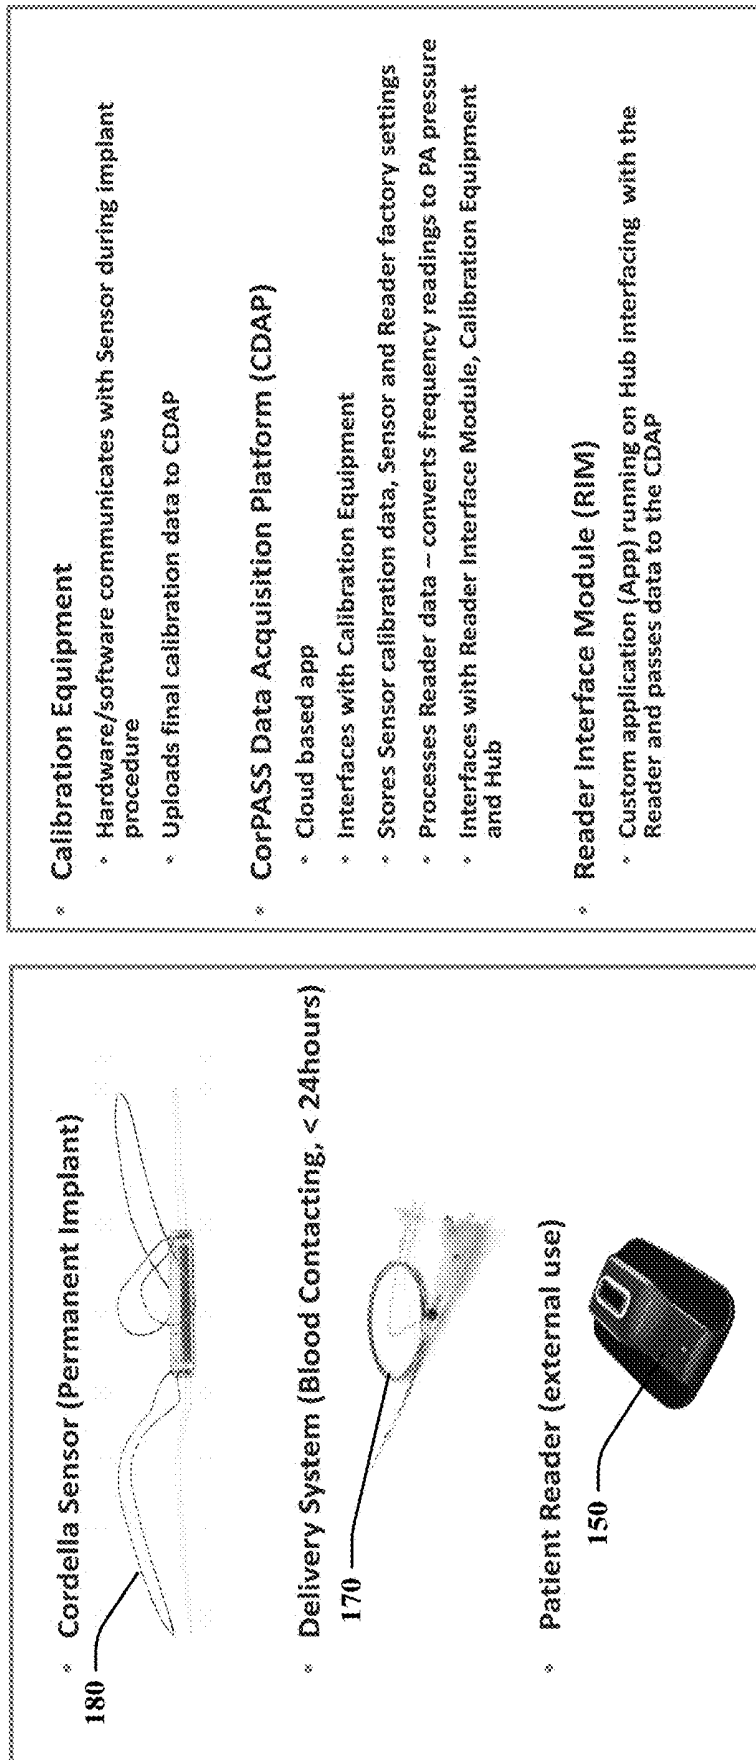 • Cordella Sensor (Permanent Implant)
180
• Delivery System (Blood Contacting, < 24hours)
170
• Patient Reader (external use)
150
• Calibration Equipment
• Hardware/software communicates with Sensor during implant
procedure
• Uploads final calibration data to CDAP
• CorPASS Data Acquisition Platform (CDAP)
• Cloud based app
• Interfaces with Calibration Equipment
• Stores Sensor calibration data, Sensor and Reader factory settings
• Processes Reader data – converts frequency readings to PA pressure
• Interfaces with Reader Interface Module, Calibration Equipment
and Hub
• Reader Interface Module (RIM)
• Custom application (App) running on Hub interfacing with the
Reader and passes data to the CDAP